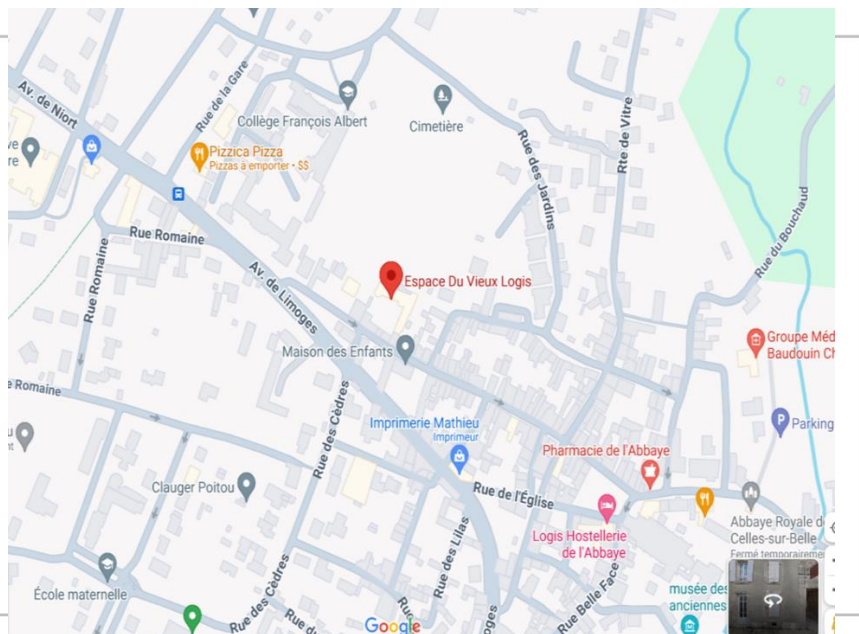 Av. de Niort
Rue de la Gare
Collège François Albert
Cimetière
Rue des Jardins
Rte de Vitre
Rue du Bouchaud
Pizzica Pizza
Pizzas à emporter • $$
Rue Romaine
Rue Romaine
Av. de Limoges
Espace Du Vieux Logis
Maison des Enfants
Groupe Méd
Baudouin Ch
e Romaine
Rue des Cèdres
Imprimerie Mathieu
Imprimeur
Parking
Pharmacie de l'Abbaye
Clauger Poitou
Rue de l'Église
Logis Hostellerie
de l'Abbaye
Abbaye Royale d
Celles-sur-Belle
Fermé temporairemen
Rue des Lilas
Rue Belle Face
École maternelle
Rue des Cèdres
musée des
anciennes
Google